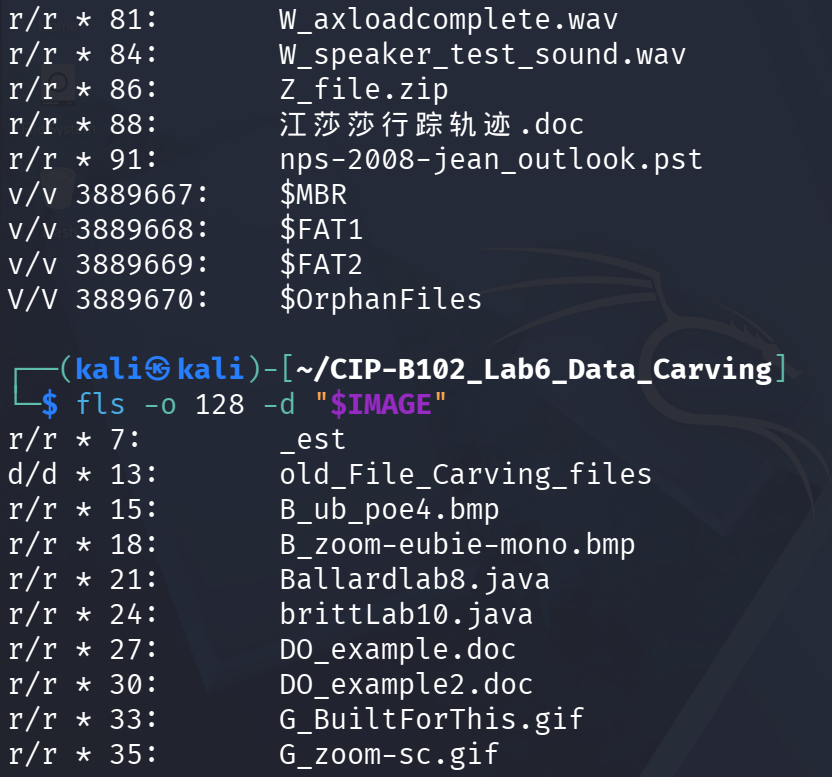 r/r * 81: W_axloadcomplete.wav
r/r * 84: W_speaker_test_sound.wav
r/r * 86: Z_file.zip
r/r * 88: 江莎莎行踪轨迹.doc
r/r * 91: nps-2008-jean_outlook.pst
v/v 3889667: $MBR
v/v 3889668: $FAT1
v/v 3889669: $FAT2
V/V 3889670: $OrphanFiles
┌──(kali㉿kali)-[~/CIP-B102_Lab6_Data_Carving]
└─$ fls -o 128 -d "$IMAGE"
r/r * 7: _est
d/d * 13: old_File_Carving_files
r/r * 15: B_ub_poe4.bmp
r/r * 18: B_zoom-eubie-mono.bmp
r/r * 21: Ballardlab8.java
r/r * 24: brittLab10.java
r/r * 27: DO_example.doc
r/r * 30: DO_example2.doc
r/r * 33: G_BuiltForThis.gif
r/r * 35: G_zoom-sc.gif